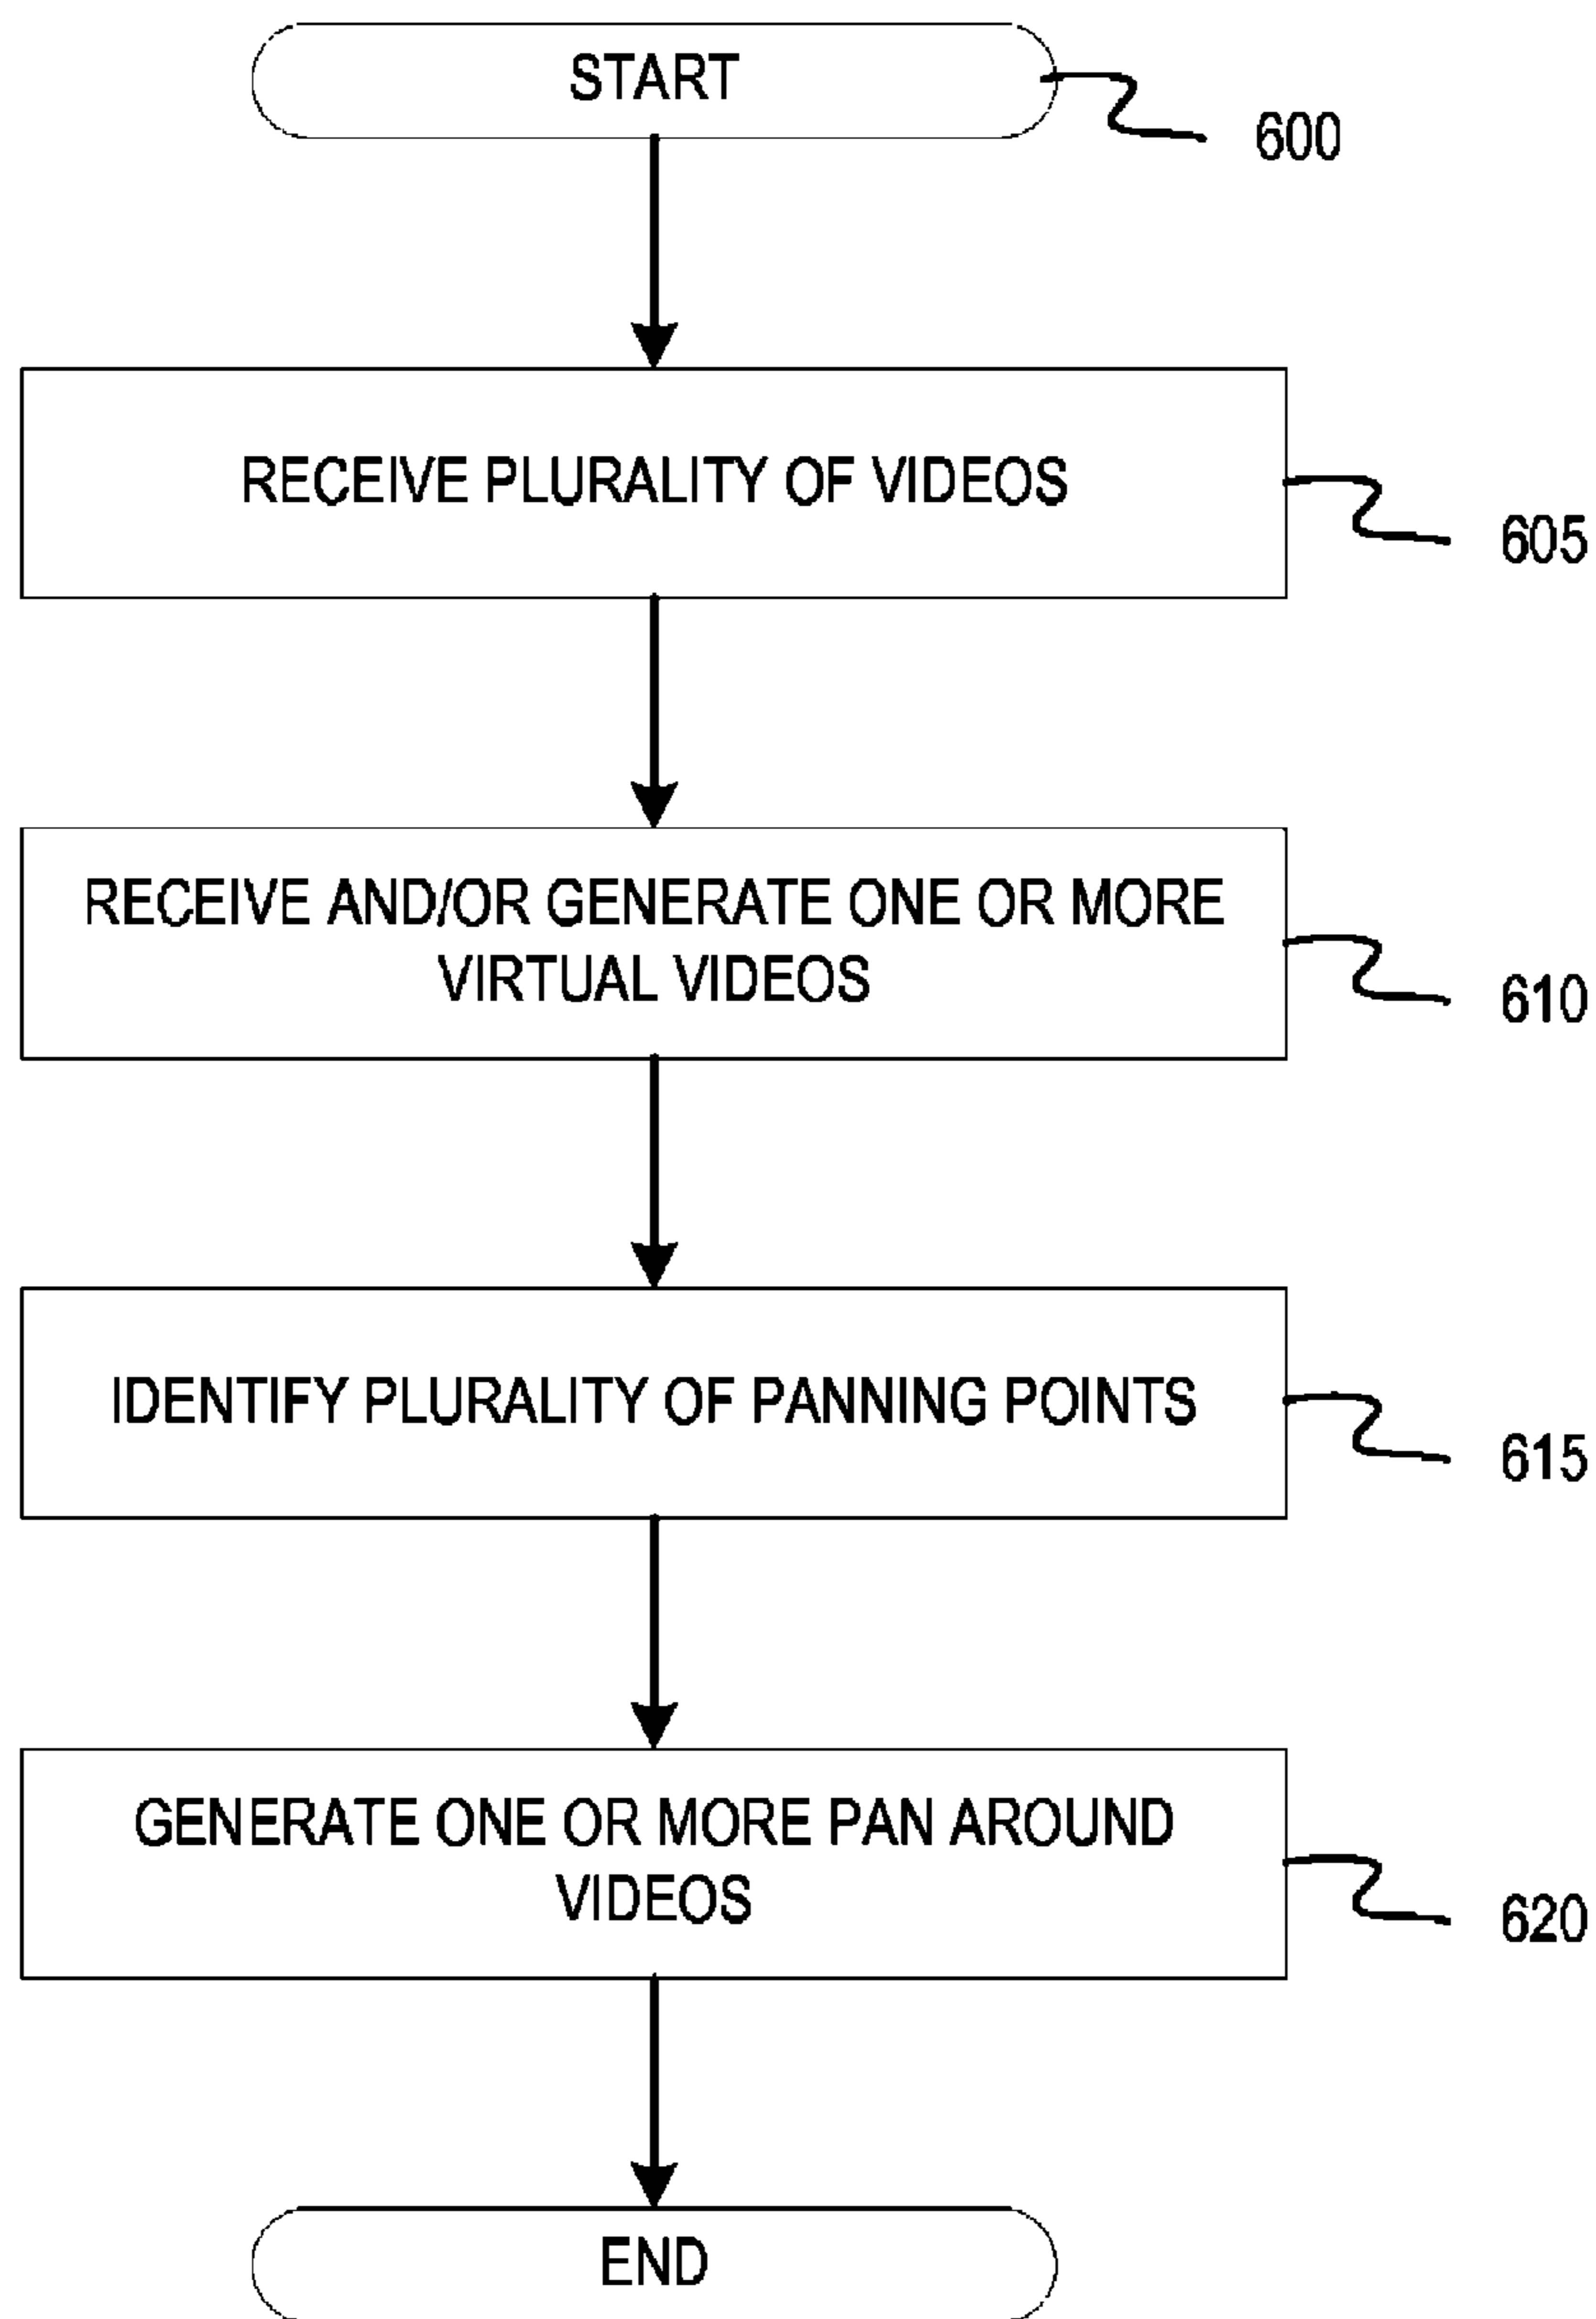 START
600
RECEIVE PLURALITY OF VIDEOS
605
RECEIVE AND/OR GENERATE ONE OR MORE
VIRTUAL VIDEOS
610
IDENTIFY PLURALITY OF PANNING POINTS
615
GENERATE ONE OR MORE PAN AROUND
VIDEOS
620
END